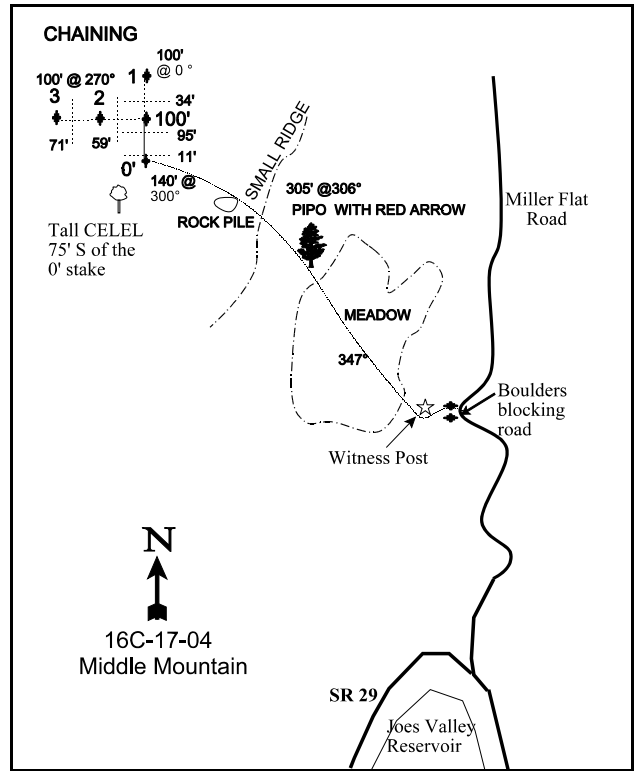 CHAINING
100'
@ 0 °
1
100' @ 270°
3
2
34'
100'
95'
71'
59'
11'
0'
140' @
300°
SMALL RIDGE
ROCK PILE
305' @306°
PIPO WITH RED ARROW
Miller Flat
Road
Tall CELEL
75' S of the
0' stake
MEADOW
347°
Boulders
blocking
road
Witness Post
N
16C-17-04
Middle Mountain
SR 29
Joes Valley
Reservoir